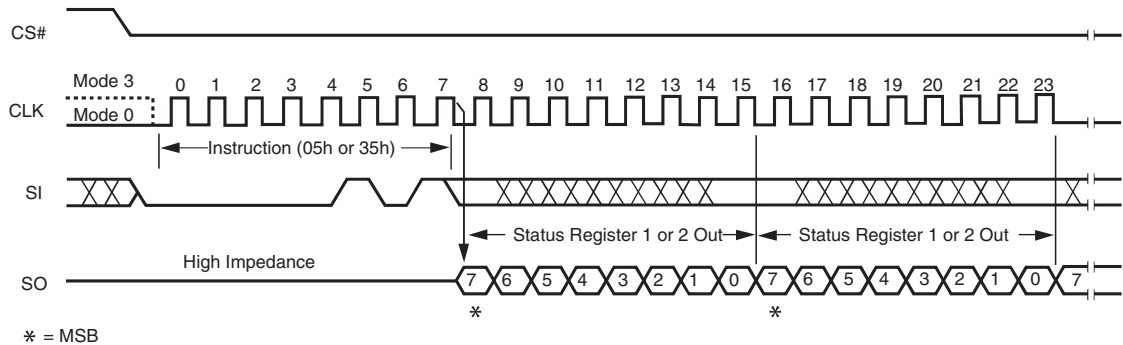 CS#
Mode 3
0 1 2 3 4 5 6 7 8 9 10 11 12 13 14 15 16 17 18 19 20 21 22 23
CLK
Mode 0
Instruction (05h or 35h)
SI
Status Register 1 or 2 Out Status Register 1 or 2 Out
High Impedance
SO
7 6 5 4 3 2 1 0 7 6 5 4 3 2 1 0 7
* *
* = MSB